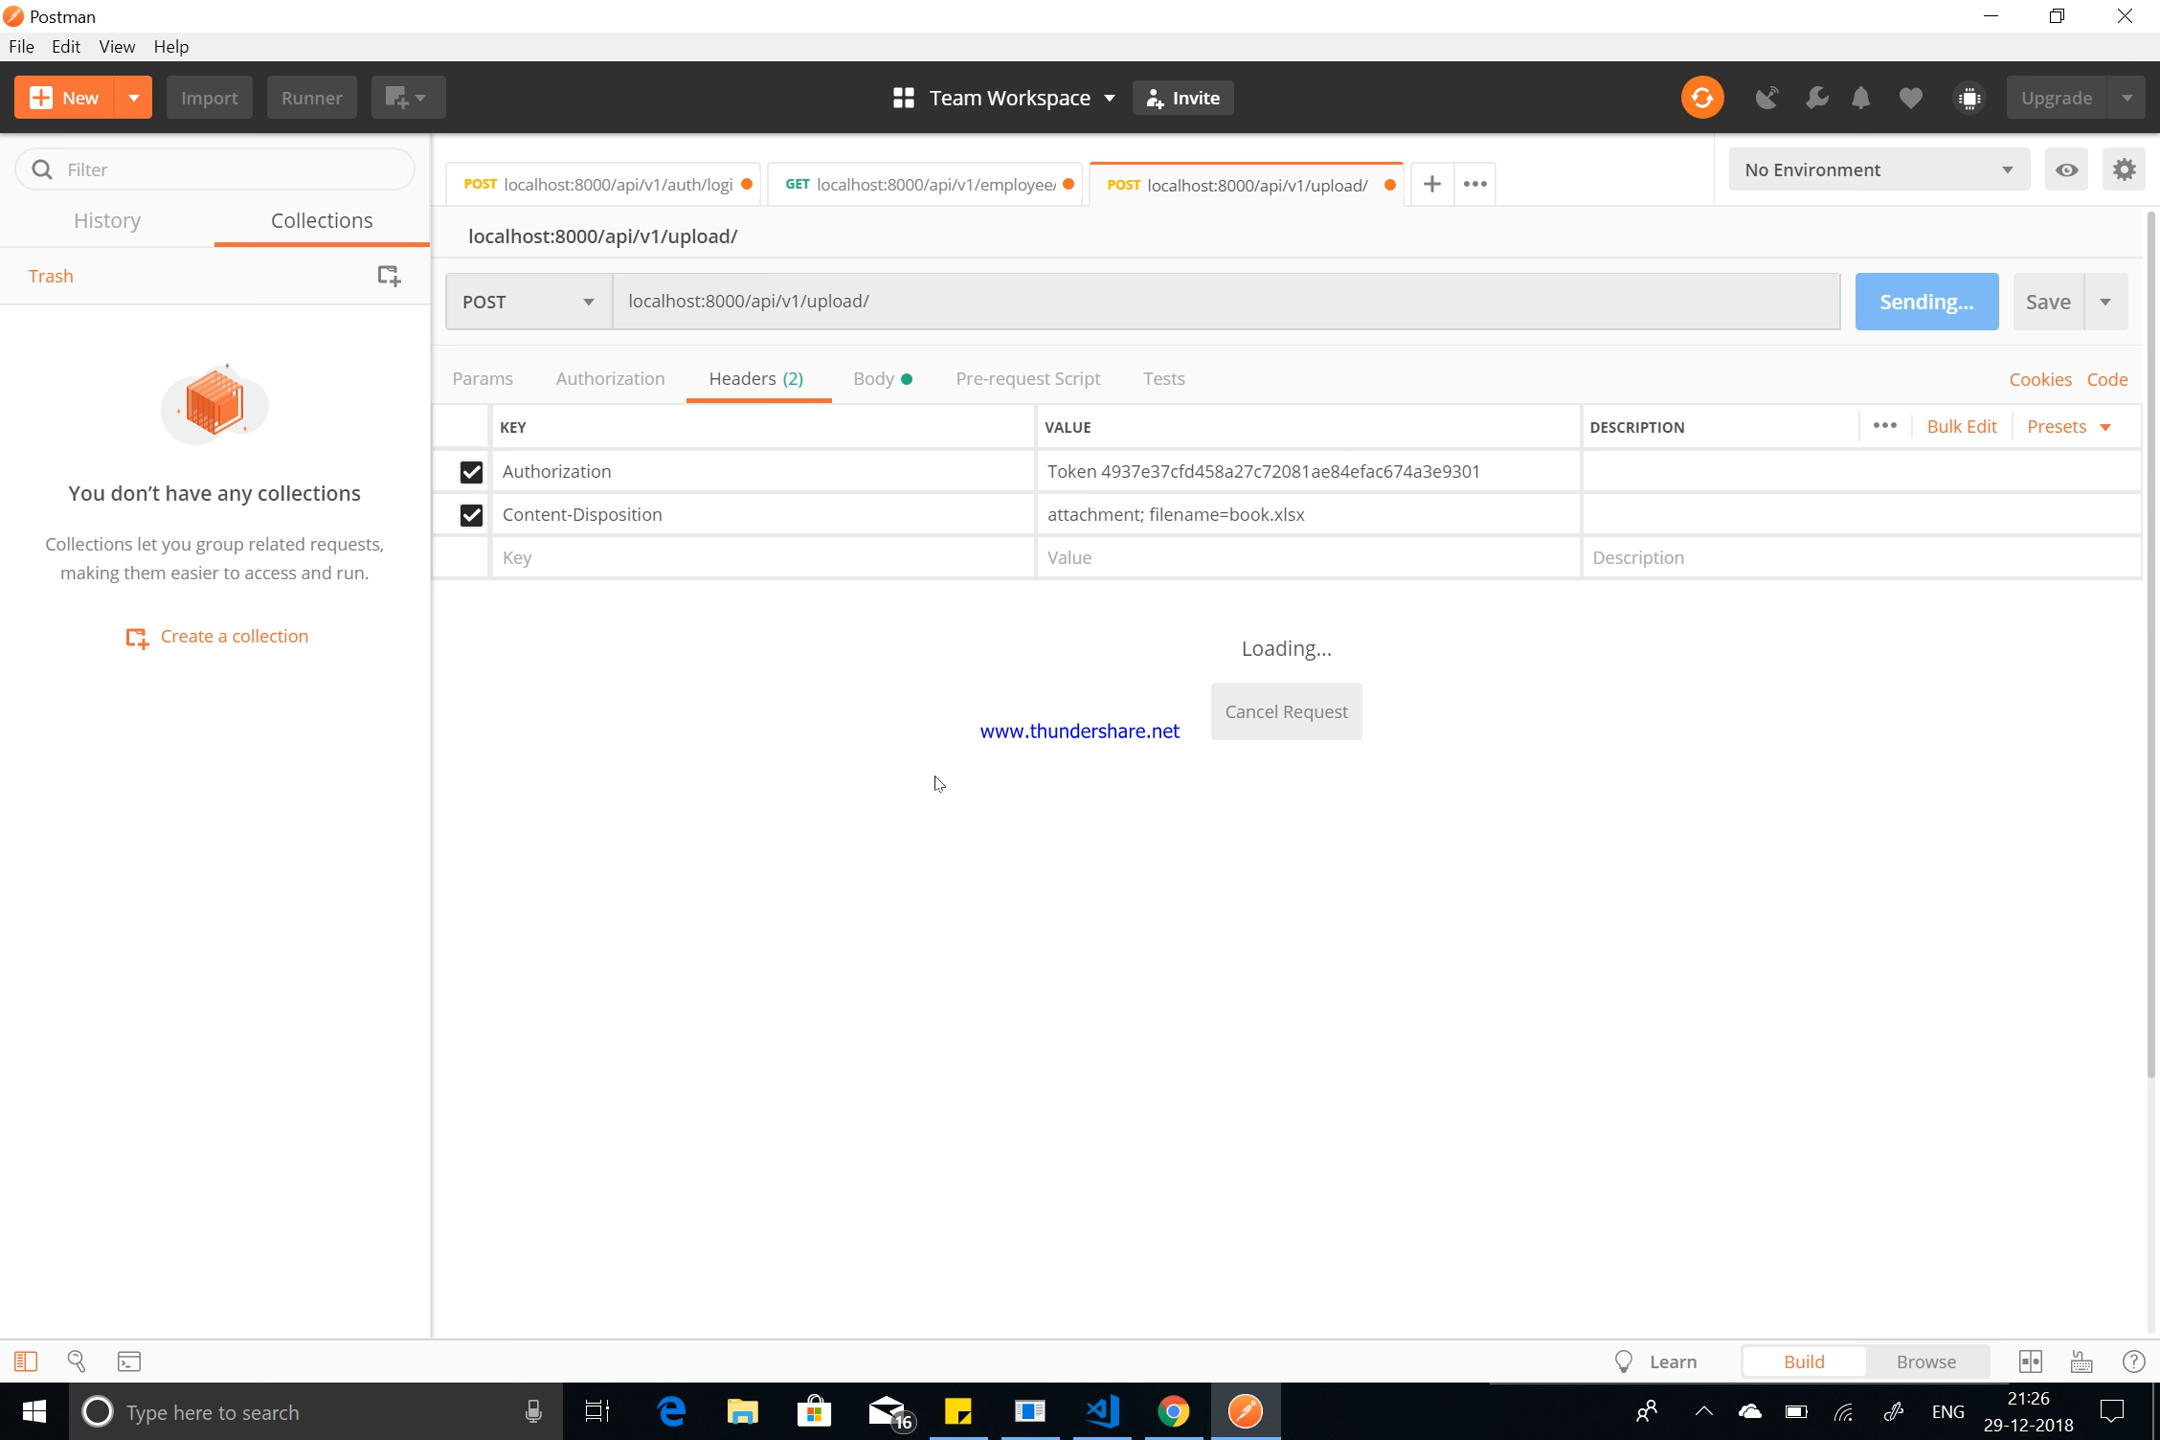 Postman
File Edit View Help
New Import Runner Team Workspace Invite Upgrade
Filter
History Collections
Trash
You don't have any collections
Collections let you group related requests,
making them easier to access and run.
Create a collection
POST localhost:8000/api/v1/auth/logi GET localhost:8000/api/v1/employee/ POST localhost:8000/api/v1/upload/ No Environment
localhost:8000/api/v1/upload/
POST localhost:8000/api/v1/upload/ Sending... Save
Params Authorization Headers (2) Body Pre-request Script Tests Cookies Code
KEY VALUE DESCRIPTION Bulk Edit Presets
Authorization Token 4937e37cfd458a27c72081ae84efac674a3e9301
Content-Disposition attachment; filename=book.xlsx
Key Value Description
Loading...
Cancel Request
www.thundershare.net
Learn Build Browse
Type here to search 16 ENG 21:26
29-12-2018